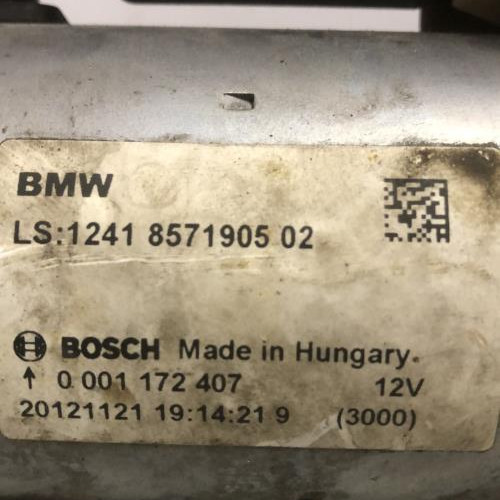 BMW
LS:1241 8571905 02
BOSCH Made in Hungary.
↑ 0 001 172 407 12V
20121121 19:14:21 9 (3000)